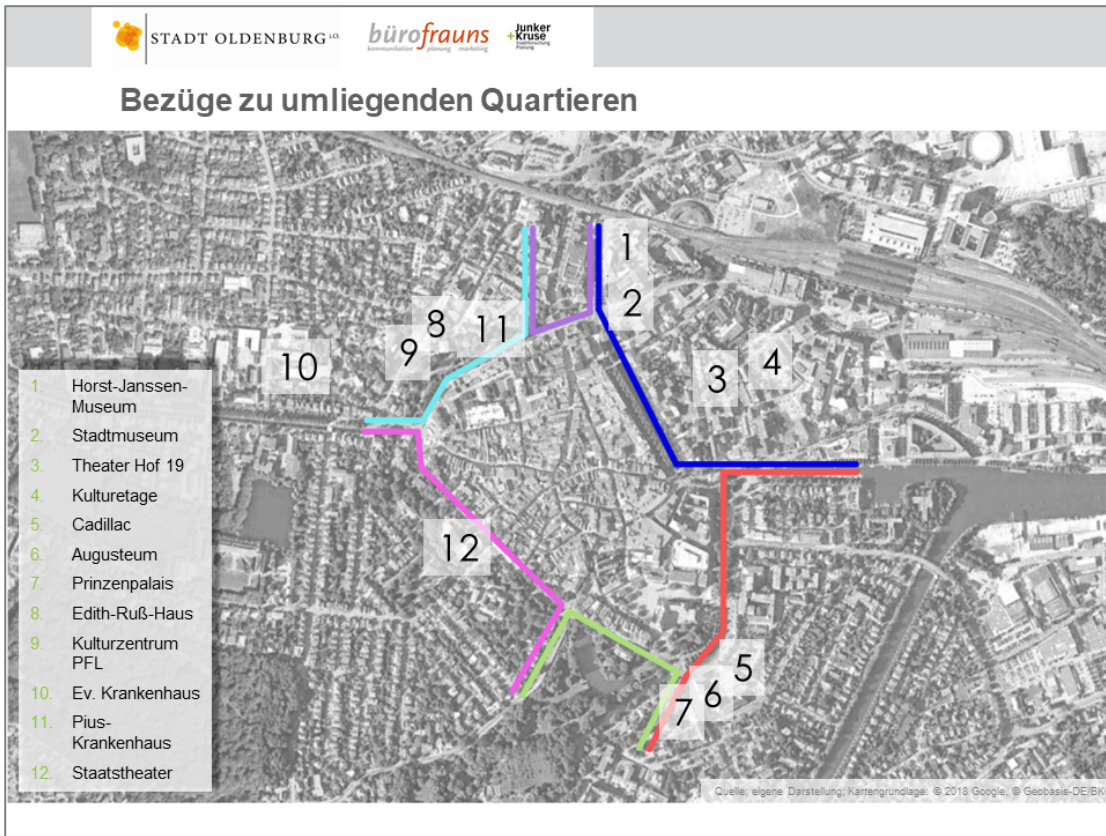 STADT OLDENBURG I.O.
bürofrauns
kommunikation planung marketing
Junker
+Kruse
Stadtforschung
Planung
Bezüge zu umliegenden Quartieren
1
2
3
4
5
6
7
8
9
10
11
12
1. Horst-Janssen-
Museum
2. Stadtmuseum
3. Theater Hof 19
4. Kulturetage
5. Cadillac
6. Augusteum
7. Prinzenpalais
8. Edith-Ruß-Haus
9. Kulturzentrum
PFL
10. Ev. Krankenhaus
11. Pius-
Krankenhaus
12. Staatstheater
Quelle: eigene Darstellung; Kartengrundlage: © 2018 Google, © Geobasis-DE/BK